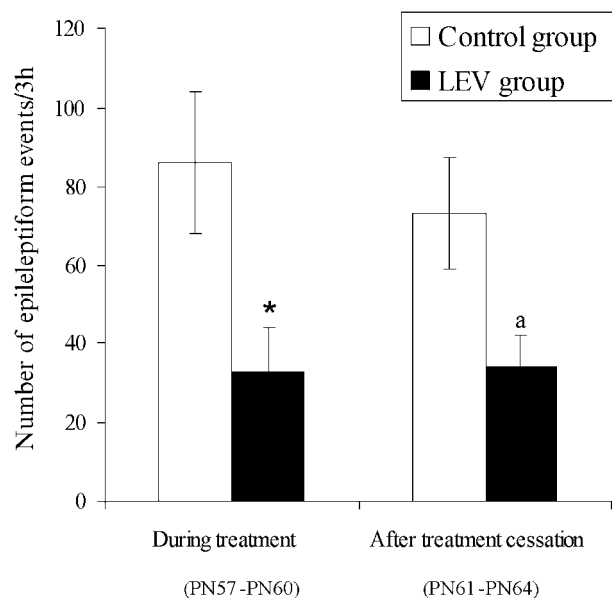 120
Control group
LEV group
100
80
60
40
20
0
Number of epileleptiform events/3h
*
a
During treatment
After treatment cessation
(PN57-PN60)
(PN61-PN64)